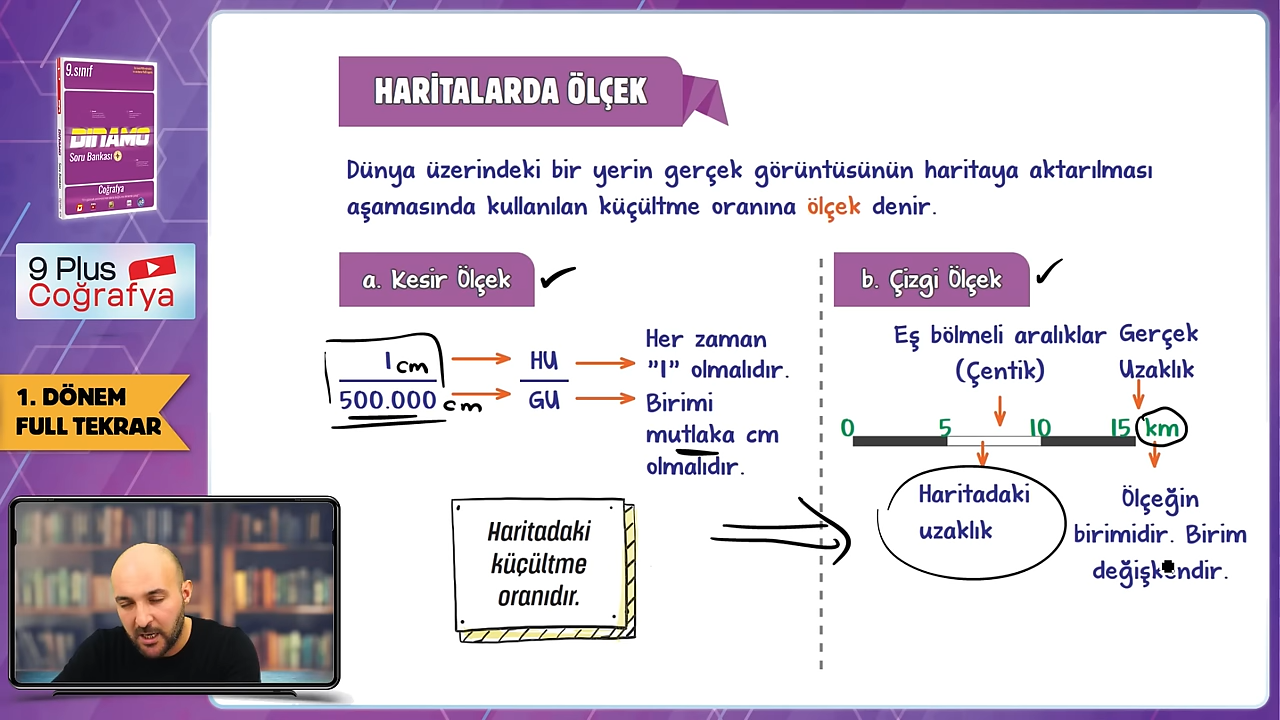 9.sınıf
DİNAMO
Soru Bankası
Coğrafya
9 Plus
Coğrafya
1. DÖNEM
FULL TEKRAR
HARİTALARDA ÖLÇEK
Dünya üzerindeki bir yerin gerçek görüntüsünün haritaya aktarılması
aşamasında kullanılan küçültme oranına ölçek denir.
a. Kesir Ölçek
1 cm
500.000 cm
HU
GU
Her zaman
"1" olmalıdır.
Birimi
mutlaka cm
olmalıdır.
Haritadaki
küçültme
oranıdır.
b. Çizgi Ölçek
Eş bölmeli aralıklar
(Çentik)
Gerçek
Uzaklık
0 5 10 15 km
Haritadaki
uzaklık
Ölçeğin
birimidir. Birim
değişkendir.